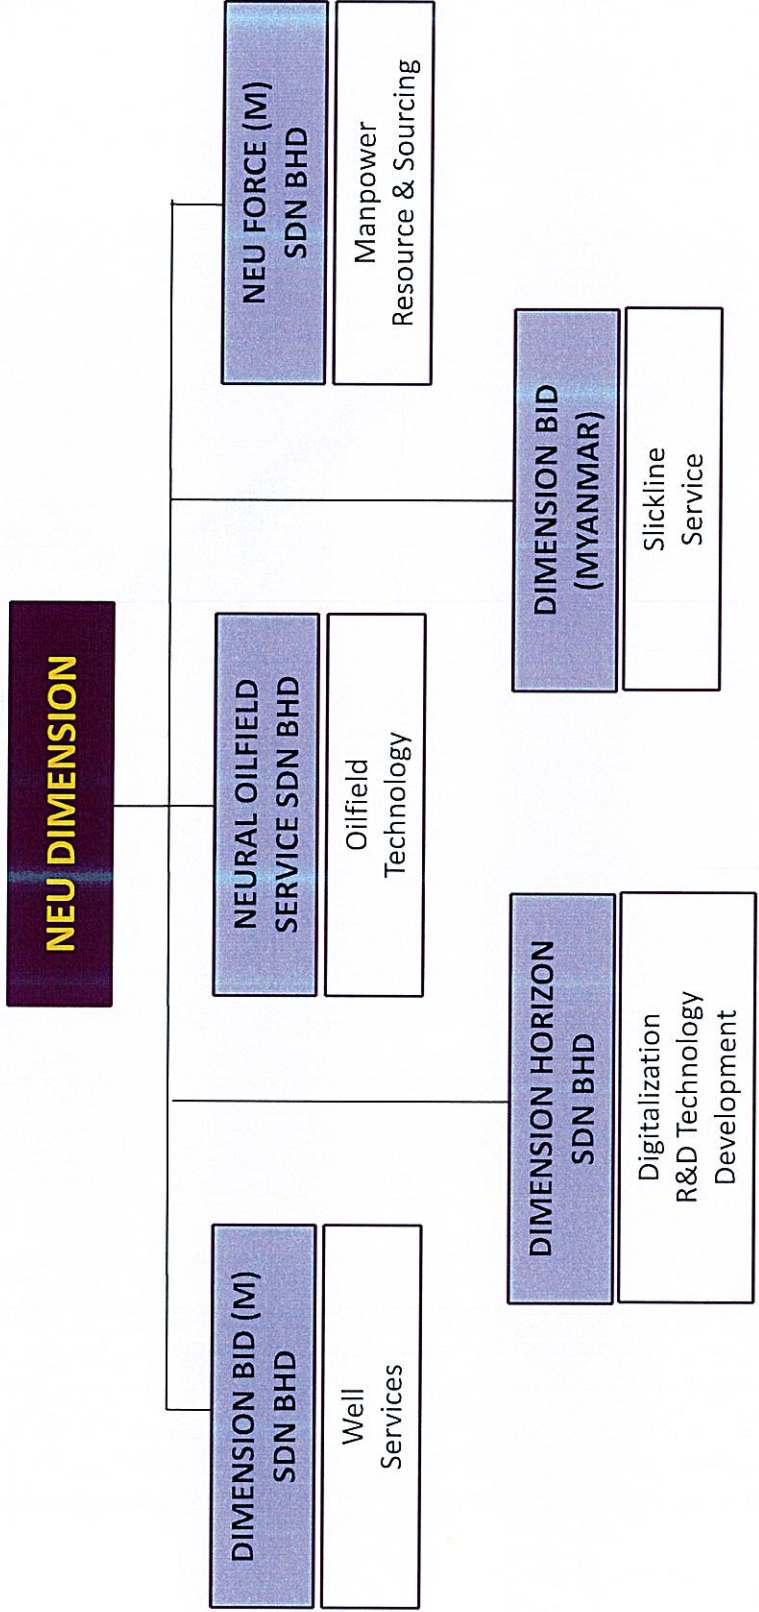 NEU DIMENSION
DIMENSION BID (M)
SDN BHD
Well
Services
NEURAL OILFIELD
SERVICE SDN BHD
Oilfield
Technology
NEU FORCE (M)
SDN BHD
Manpower
Resource & Sourcing
DIMENSION HORIZON
SDN BHD
Digitalization
R&D Technology
Development
DIMENSION BID
(MYANMAR)
Slickline
Service